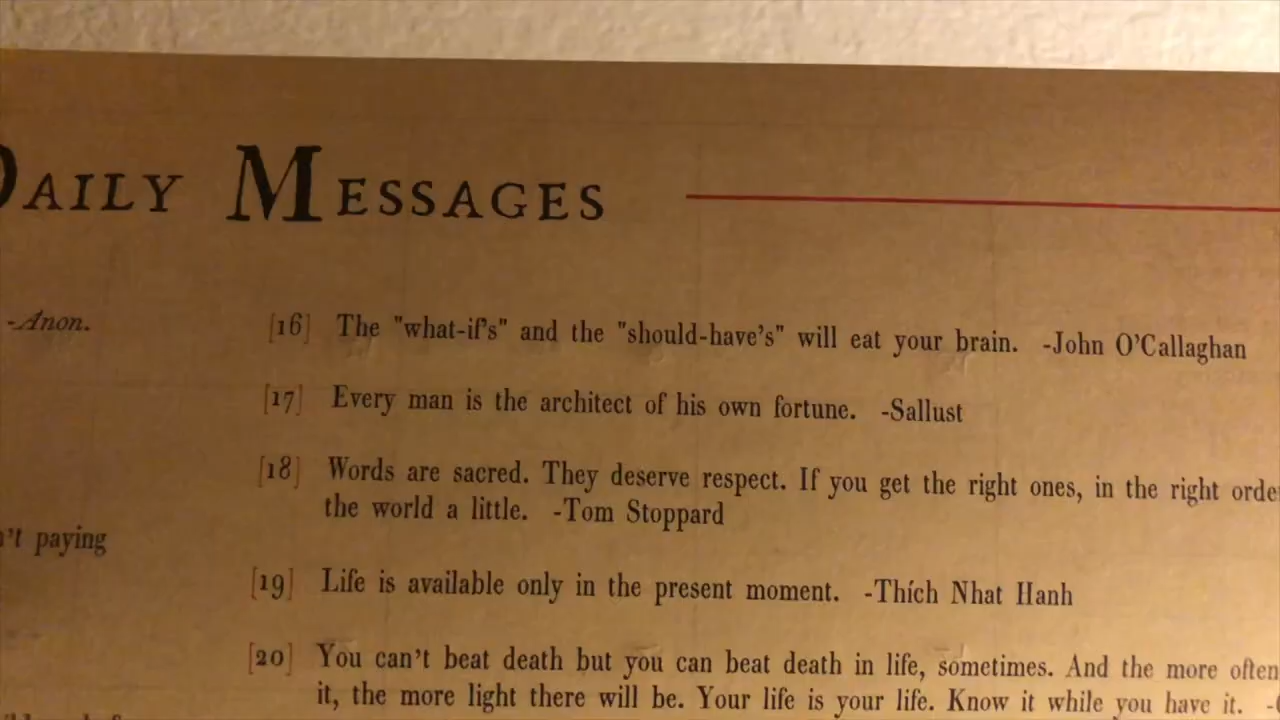 DAILY MESSAGES
-Anon.
[16] The "what-if's" and the "should-have's" will eat your brain. -John O'Callaghan
[17] Every man is the architect of his own fortune. -Sallust
[18] Words are sacred. They deserve respect. If you get the right ones, in the right orde
the world a little. -Tom Stoppard
n't paying
[19] Life is available only in the present moment. -Thích Nhat Hanh
[20] You can't beat death but you can beat death in life, sometimes. And the more often
it, the more light there will be. Your life is your life. Know it while you have it. -